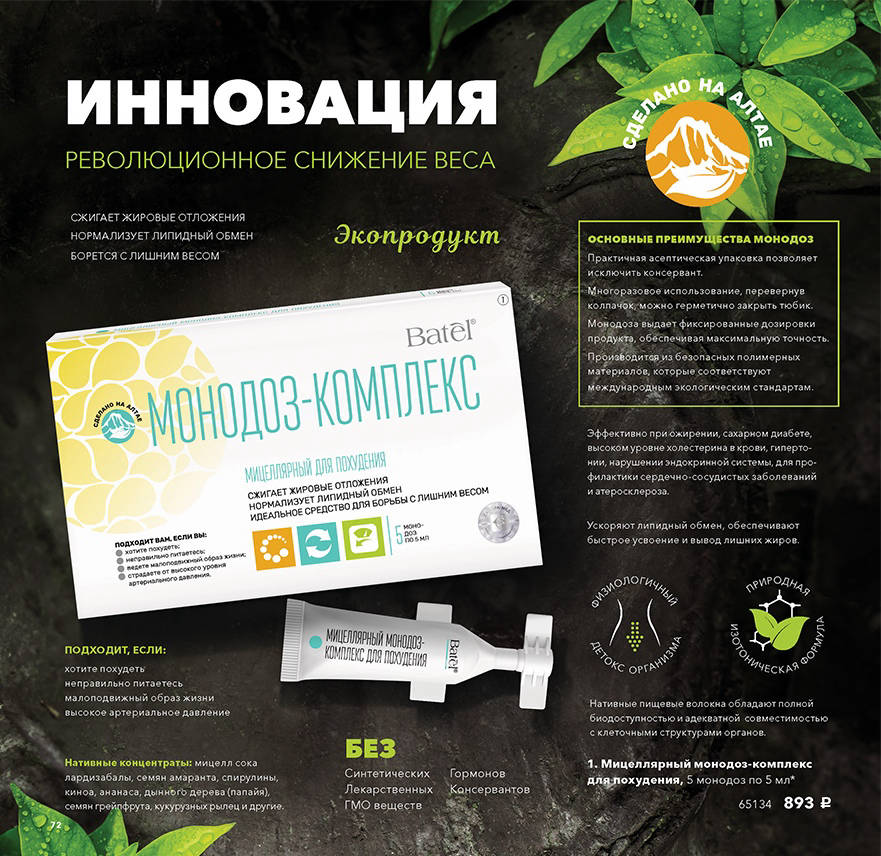 ИННОВАЦИЯ
РЕВОЛЮЦИОННОЕ СНИЖЕНИЕ ВЕСА
СДЕЛАНО НА АЛТАЕ
СЖИГАЕТ ЖИРОВЫЕ ОТЛОЖЕНИЯ
НОРМАЛИЗУЕТ ЛИПИДНЫЙ ОБМЕН
БОРЕТСЯ С ЛИШНИМ ВЕСОМ
Экопродукт
ОСНОВНЫЕ ПРЕИМУЩЕСТВА МОНОДОЗ
Практичная асептическая упаковка позволяет
исключить консервант.
Многоразовое использование, перевернув
колпачок, можно герметично закрыть тюбик.
Монодоза выдает фиксированные дозировки
продукта, обеспечивая максимальную точность.
Производится из безопасных полимерных
материалов, которые соответствуют
международным экологическим стандартам.
МИЦЕЛЛЯРНЫЙ МОНОДОЗ-КОМПЛЕКС ДЛЯ ПОХУДЕНИЯ
1
Batel®
СДЕЛАНО НА АЛТАЕ
МОНОДОЗ-КОМПЛЕКС
МИЦЕЛЛЯРНЫЙ ДЛЯ ПОХУДЕНИЯ
СЖИГАЕТ ЖИРОВЫЕ ОТЛОЖЕНИЯ
НОРМАЛИЗУЕТ ЛИПИДНЫЙ ОБМЕН
ИДЕАЛЬНОЕ СРЕДСТВО ДЛЯ БОРЬБЫ С ЛИШНИМ ВЕСОМ
ПОДХОДИТ ВАМ, ЕСЛИ ВЫ:
хотите похудеть;
неправильно питаетесь;
ведете малоподвижный образ жизни;
страдаете от высокого уровня
артериального давления.
5 МОНО-
ДОЗ
ПО 5 МЛ
Эффективно при ожирении, сахарном диабете,
высоком уровне холестерина в крови, гиперто-
нии, нарушении эндокринной системы, для про-
филактики сердечно-сосудистых заболеваний
и атеросклероза.
Ускоряют липидный обмен, обеспечивают
быстрое усвоение и вывод лишних жиров.
ФИЗИОЛОГИЧНЫЙ
ДЕТОКС ОРГАНИЗМА
ПРИРОДНАЯ
ИЗОТОНИЧЕСКАЯ ФОРМУЛА
МИЦЕЛЛЯРНЫЙ МОНОДОЗ-
КОМПЛЕКС ДЛЯ ПОХУДЕНИЯ
Batel®
ПОДХОДИТ, ЕСЛИ:
хотите похудеть
неправильно питаетесь
малоподвижный образ жизни
высокое артериальное давление
Нативные пищевые волокна обладают полной
биодоступностью и адекватной совместимостью
с клеточными структурами органов.
Нативные концентраты: мицелл сока
лардизабалы, семян амаранта, спирулины,
киноа, ананаса, дынного дерева (папайя),
семян грейпфрута, кукурузных рылец и другие.
БЕЗ
Синтетических
Лекарственных
ГМО веществ
Гормонов
Консервантов
1. Мицеллярный монодоз-комплекс
для похудения, 5 монодоз по 5 мл*
65134 893 ₽
72